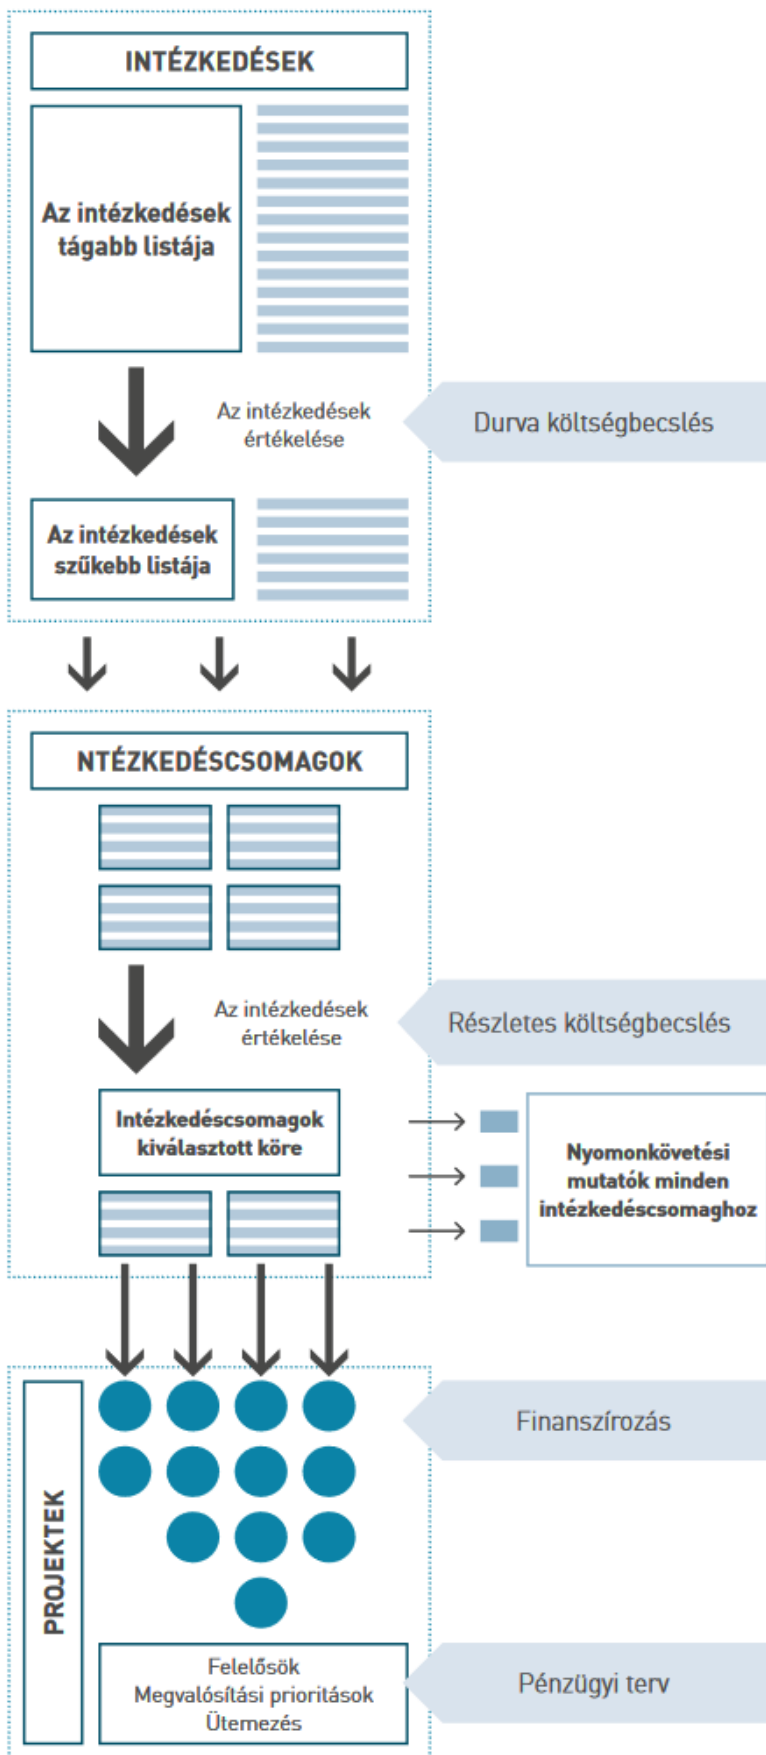 INTÉZKEDÉSEK
Az intézkedések
tágabb listája
Az intézkedések
értékelése
Durva költségbecslés
Az intézkedések
szűkebb listája
NTÉZKEDÉSCSOMAGOK
Az intézkedések
értékelése
Részletes költségbecslés
Intézkedéscsomagok
kiválasztott köre
Nyomonkövetési
mutatók minden
intézkedéscsomaghoz
PROJEKTEK
Finanszírozás
Felelősök
Megvalósítási prioritások
Ütemezés
Pénzügyi terv